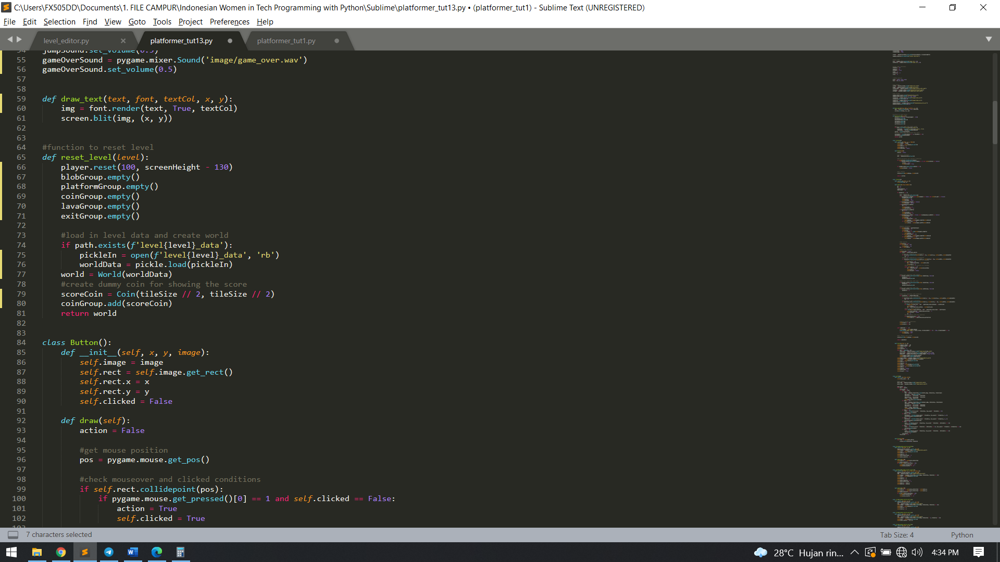 C:\Users\FX505DD\Documents\1. FILE CAMPUR\Indonesian Women in Tech Programming with Python\Sublime\platformer_tut13.py • (platformer_tut1) - Sublime Text (UNREGISTERED)
File Edit Selection Find View Goto Tools Project Preferences Help
level_editor.py platformer_tut13.py platformer_tut1.py
54 jumpSound.set_volume(0.5)
55 gameOverSound = pygame.mixer.Sound('image/game_over.wav')
56 gameOverSound.set_volume(0.5)
57
58
59 def draw_text(text, font, textCol, x, y):
60     img = font.render(text, True, textCol)
61     screen.blit(img, (x, y))
62
63
64 #function to reset level
65 def reset_level(level):
66     player.reset(100, screenHeight - 130)
67     blobGroup.empty()
68     platformGroup.empty()
69     coinGroup.empty()
70     lavaGroup.empty()
71     exitGroup.empty()
72
73     #load in level data and create world
74     if path.exists(f'level{level}_data'):
75         pickleIn = open(f'level{level}_data', 'rb')
76         worldData = pickle.load(pickleIn)
77     world = World(worldData)
78     #create dummy coin for showing the score
79     scoreCoin = Coin(tileSize // 2, tileSize // 2)
80     coinGroup.add(scoreCoin)
81     return world
82
83
84 class Button():
85     def __init__(self, x, y, image):
86         self.image = image
87         self.rect = self.image.get_rect()
88         self.rect.x = x
89         self.rect.y = y
90         self.clicked = False
91
92     def draw(self):
93         action = False
94
95         #get mouse position
96         pos = pygame.mouse.get_pos()
97
98         #check mouseover and clicked conditions
99         if self.rect.collidepoint(pos):
100             if pygame.mouse.get_pressed()[0] == 1 and self.clicked == False:
101                 action = True
102                 self.clicked = True
7 characters selected Tab Size: 4 Python
28°C Hujan rin... 4:34 PM